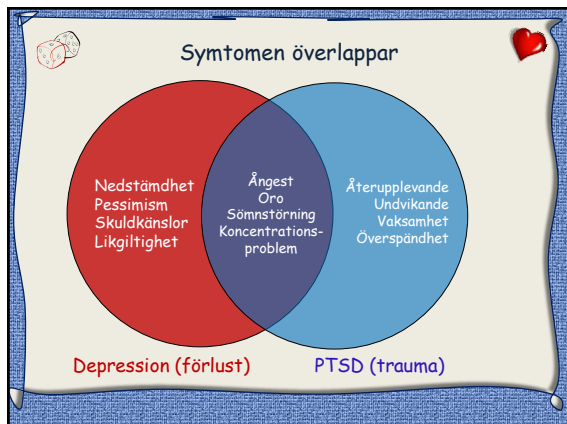 Symtomen överlappar
Nedstämdhet
Pessimism
Skuldkänslor
Likgiltighet
Ångest
Oro
Sömnstörning
Koncentrations-
problem
Återupplevande
Undvikande
Vaksamhet
Överspändhet
Depression (förlust)
PTSD (trauma)